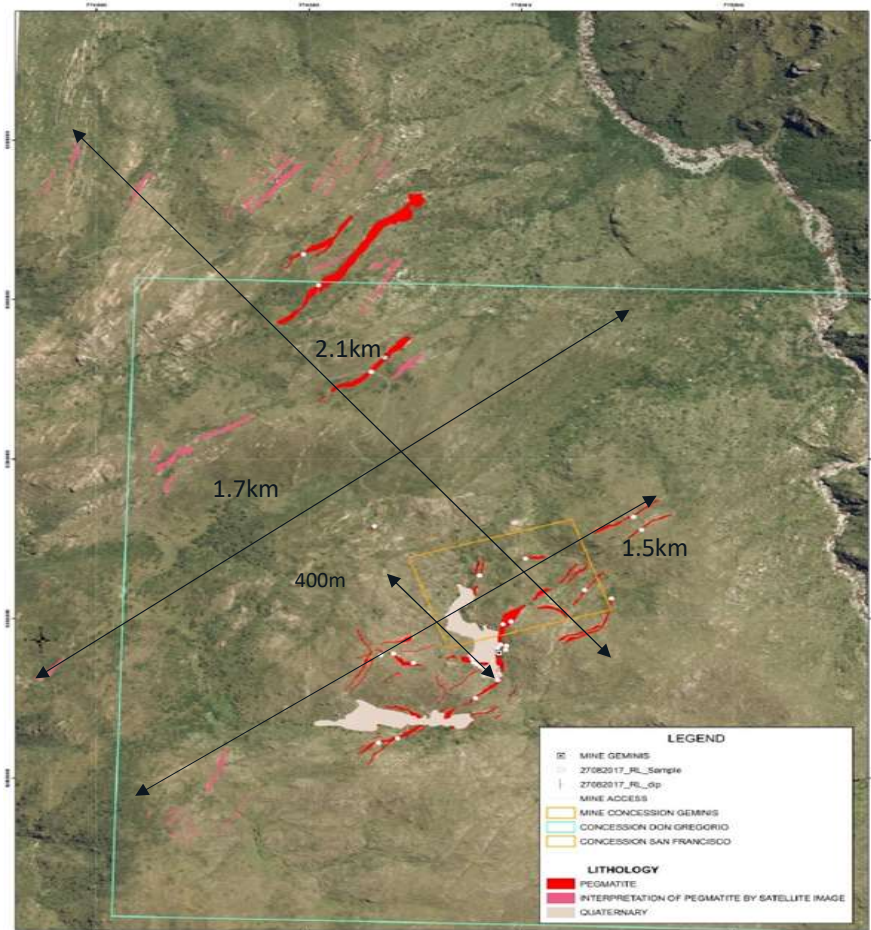 2.1km
1.7km
1.5km
400m
LEGEND
MINE GEMINIS
27082017_RL_Sample
27082017_RL_dip
MINE ACCESS
MINE CONCESSION GEMINIS
CONCESSION DON GREGORIO
CONCESSION SAN FRANCISCO
LITHOLOGY
PEGMATITE
INTERPRETATION OF PEGMATITE BY SATELLITE IMAGE
QUATERNARY